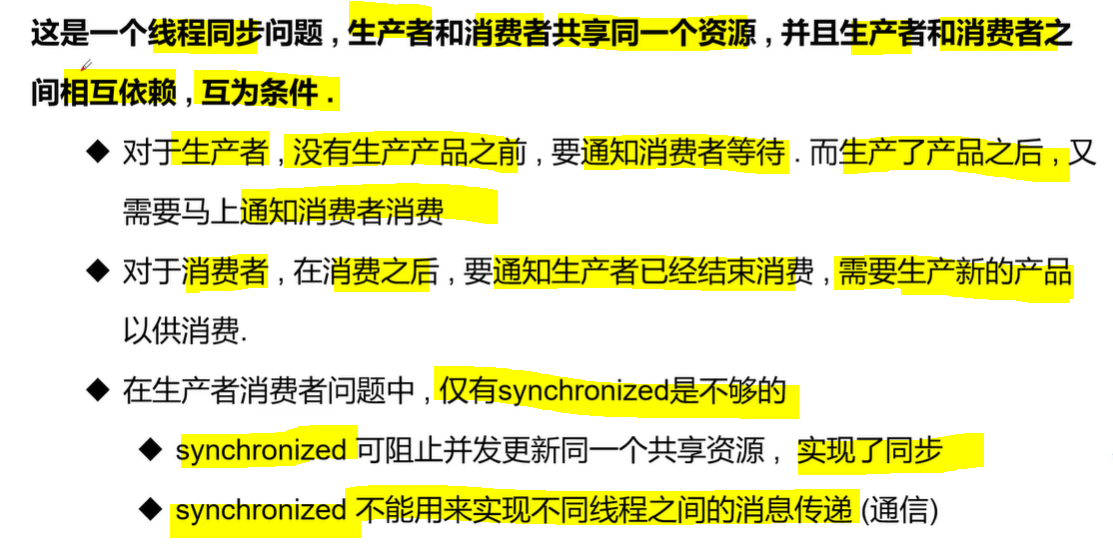 这是一个线程同步问题 , 生产者和消费者共享同一个资源 , 并且生产者和消费者之
间相互依赖 , 互为条件 .
◆ 对于生产者 , 没有生产产品之前 , 要通知消费者等待 . 而生产了产品之后 , 又
需要马上通知消费者消费
◆ 对于消费者 , 在消费之后 , 要通知生产者已经结束消费 , 需要生产新的产品
以供消费.
◆ 在生产者消费者问题中 , 仅有synchronized是不够的
◆ synchronized 可阻止并发更新同一个共享资源 , 实现了同步
◆ synchronized 不能用来实现不同线程之间的消息传递 (通信)